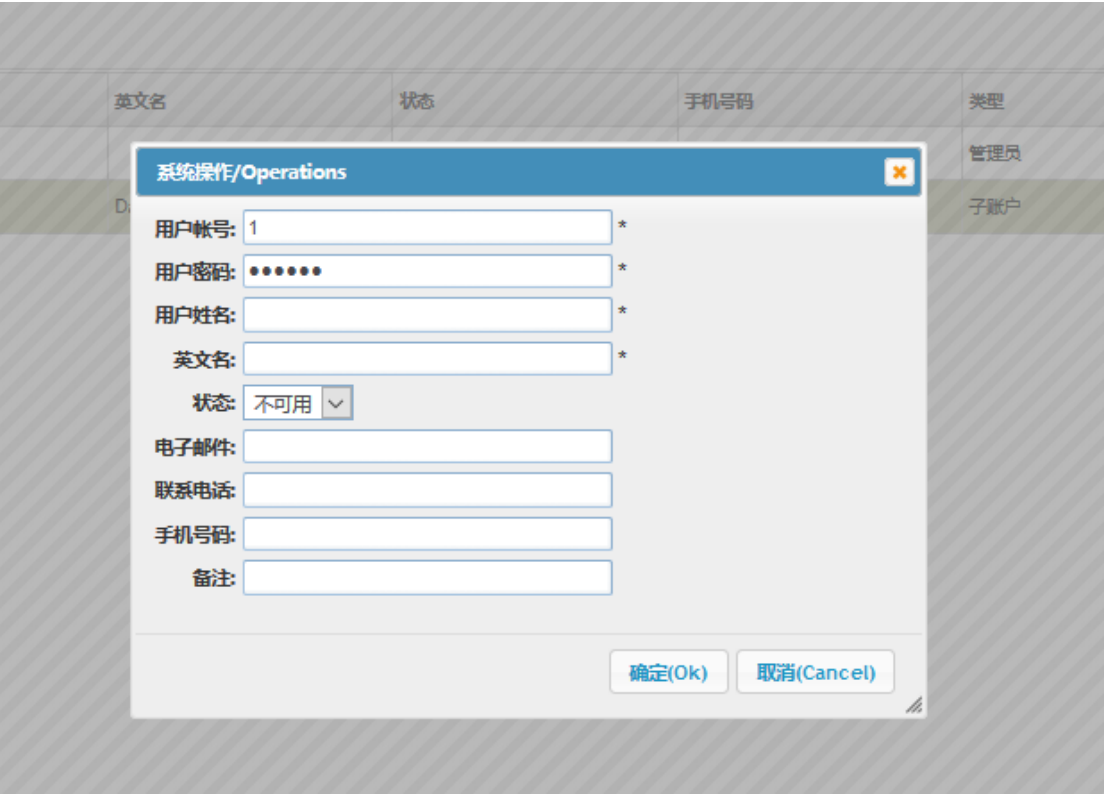 英文名 状态 手机号码 类型
管理员
子账户
系统操作/Operations
用户帐号: 1 *
用户密码: •••••• *
用户姓名: *
英文名: *
状态: 不可用
电子邮件:
联系电话:
手机号码:
备注:
确定(Ok) 取消(Cancel)